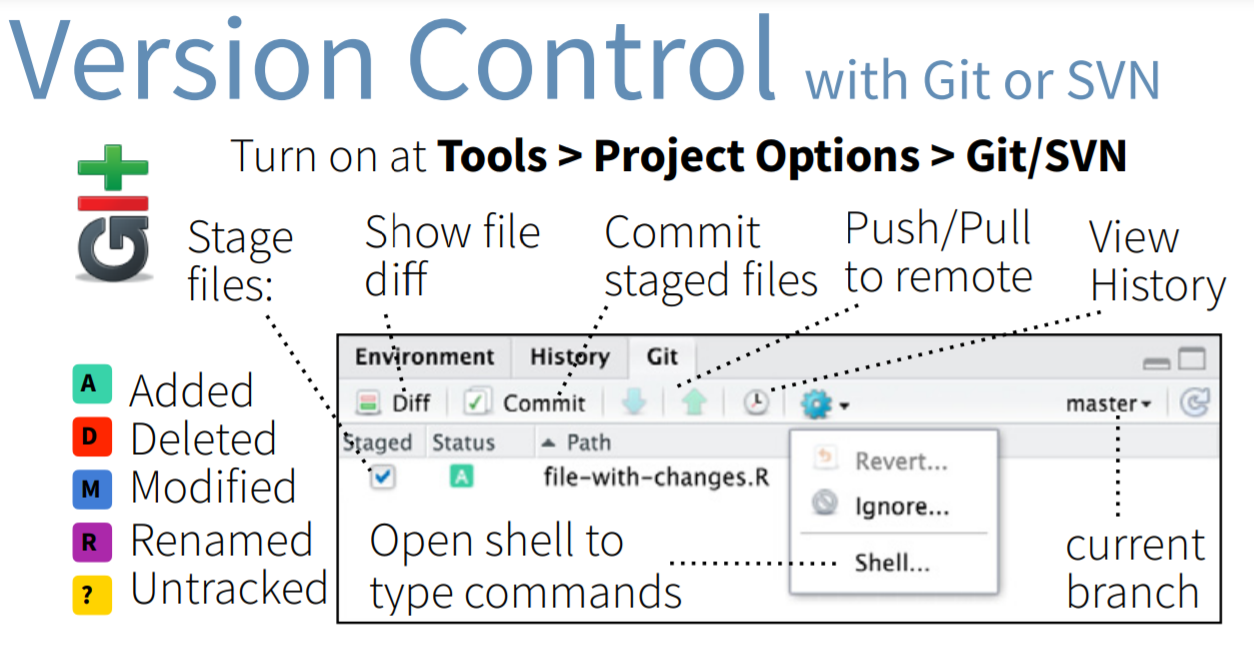 Version Control with Git or SVN
Turn on at Tools > Project Options > Git/SVN
git
Stage
files:
Show file
diff
Commit
staged files
Push/Pull
to remote
View
History
A Added
D Deleted
M Modified
R Renamed
? Untracked
Environment History Git
Diff Commit master
Staged Status Path
A file-with-changes.R
Revert...
Ignore...
Shell...
Open shell to
type commands
current
branch